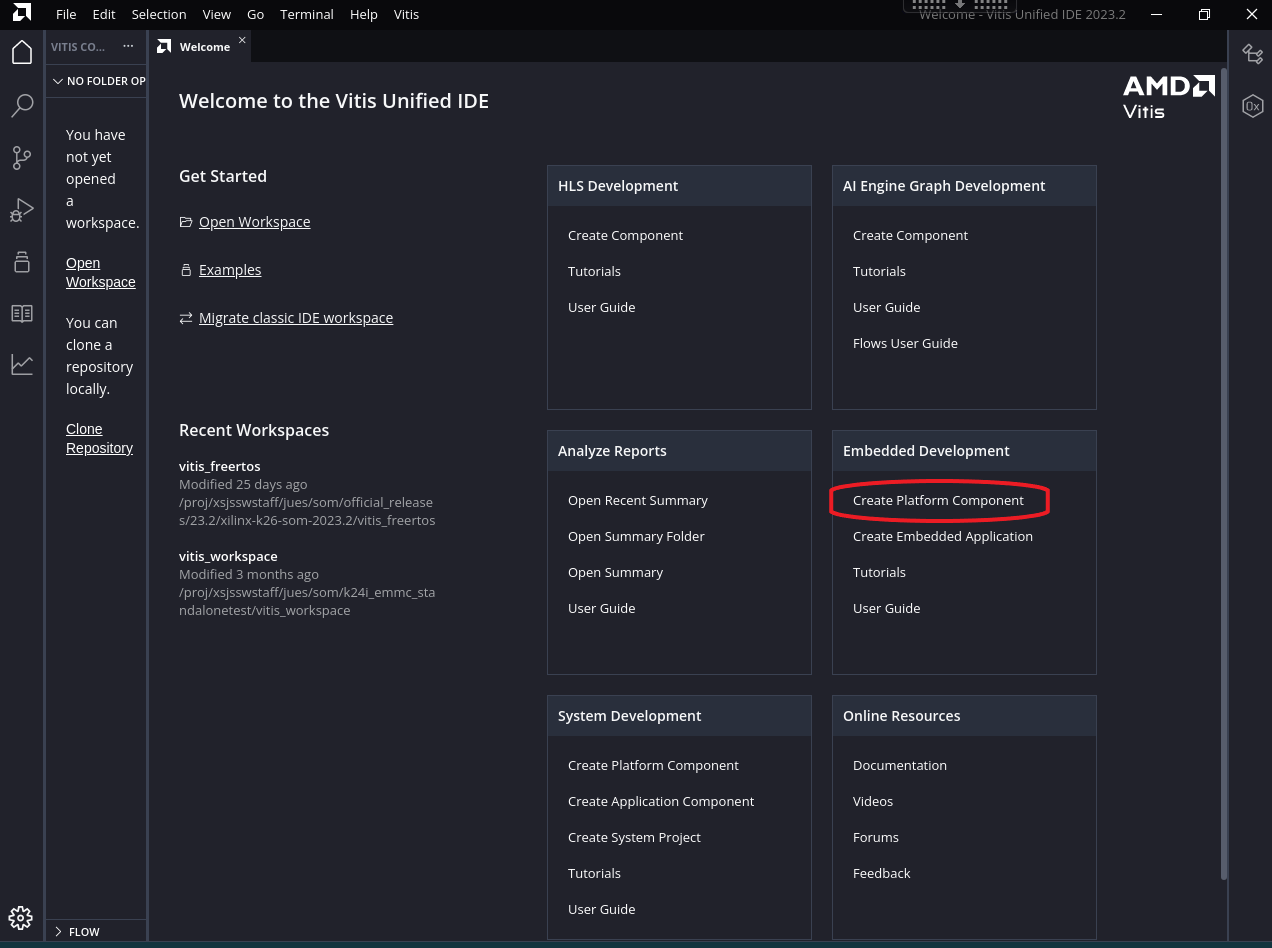 File Edit Selection View Go Terminal Help Vitis
Welcome - Vitis Unified IDE 2023.2
VITIS CO... ···
Welcome
NO FOLDER OP
You have
not yet
opened
a
workspace.
Open
Workspace
You can
clone a
repository
locally.
Clone
Repository
FLOW
Welcome to the Vitis Unified IDE
AMD
Vitis
Get Started
Open Workspace
Examples
Migrate classic IDE workspace
Recent Workspaces
vitis_freertos
Modified 25 days ago
/proj/xsjsswstaff/jues/som/official_release
s/23.2/xilinx-k26-som-2023.2/vitis_freertos
vitis_workspace
Modified 3 months ago
/proj/xsjsswstaff/jues/som/k24i_emmc_sta
ndalonetest/vitis_workspace
HLS Development
Create Component
Tutorials
User Guide
AI Engine Graph Development
Create Component
Tutorials
User Guide
Flows User Guide
Analyze Reports
Open Recent Summary
Open Summary Folder
Open Summary
User Guide
Embedded Development
Create Platform Component
Create Embedded Application
Tutorials
User Guide
System Development
Create Platform Component
Create Application Component
Create System Project
Tutorials
User Guide
Online Resources
Documentation
Videos
Forums
Feedback
0x